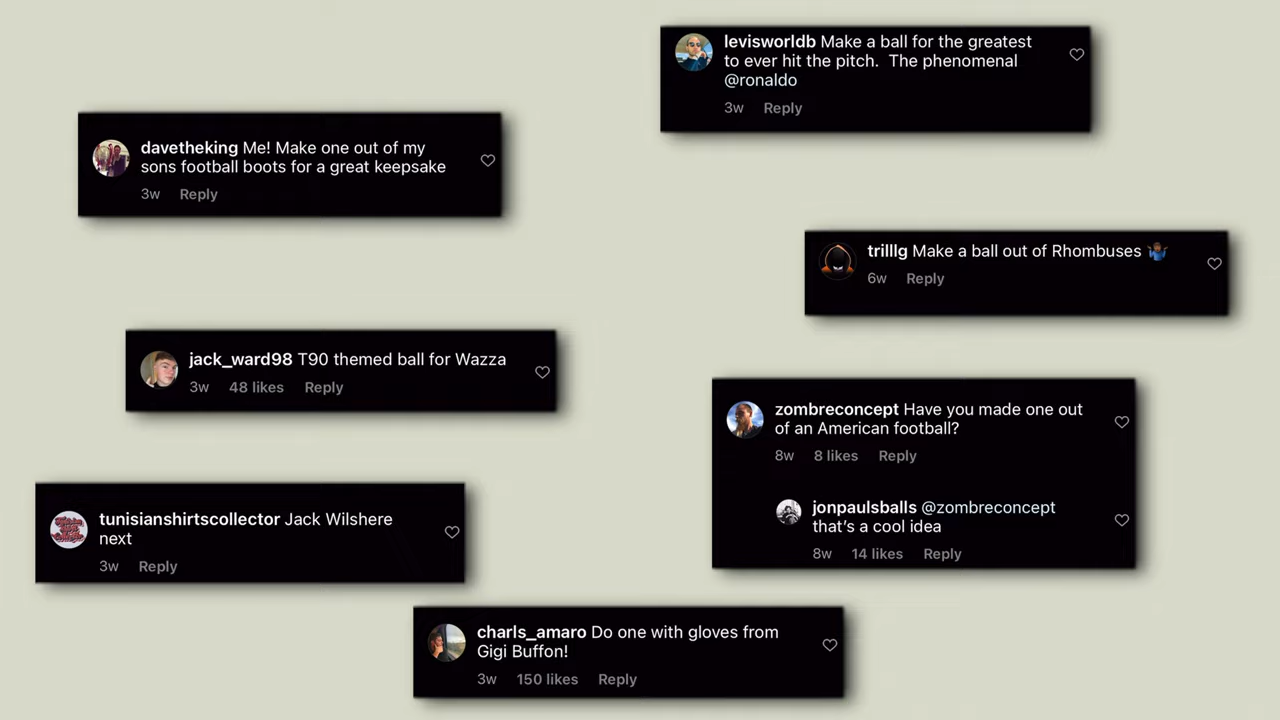 levisworldb Make a ball for the greatest
to ever hit the pitch. The phenomenal
@ronaldo
3w Reply
davetheking Me! Make one out of my
sons football boots for a great keepsake
3w Reply
trilllg Make a ball out of Rhombuses 🤷🏾‍♂️
6w Reply
jack_ward98 T90 themed ball for Wazza
3w 48 likes Reply
zombreconcept Have you made one out
of an American football?
8w 8 likes Reply
jonpaulsballs @zombreconcept
that's a cool idea
8w 14 likes Reply
tunisianshirtscollector Jack Wilshere
next
3w Reply
charls_amaro Do one with gloves from
Gigi Buffon!
3w 150 likes Reply